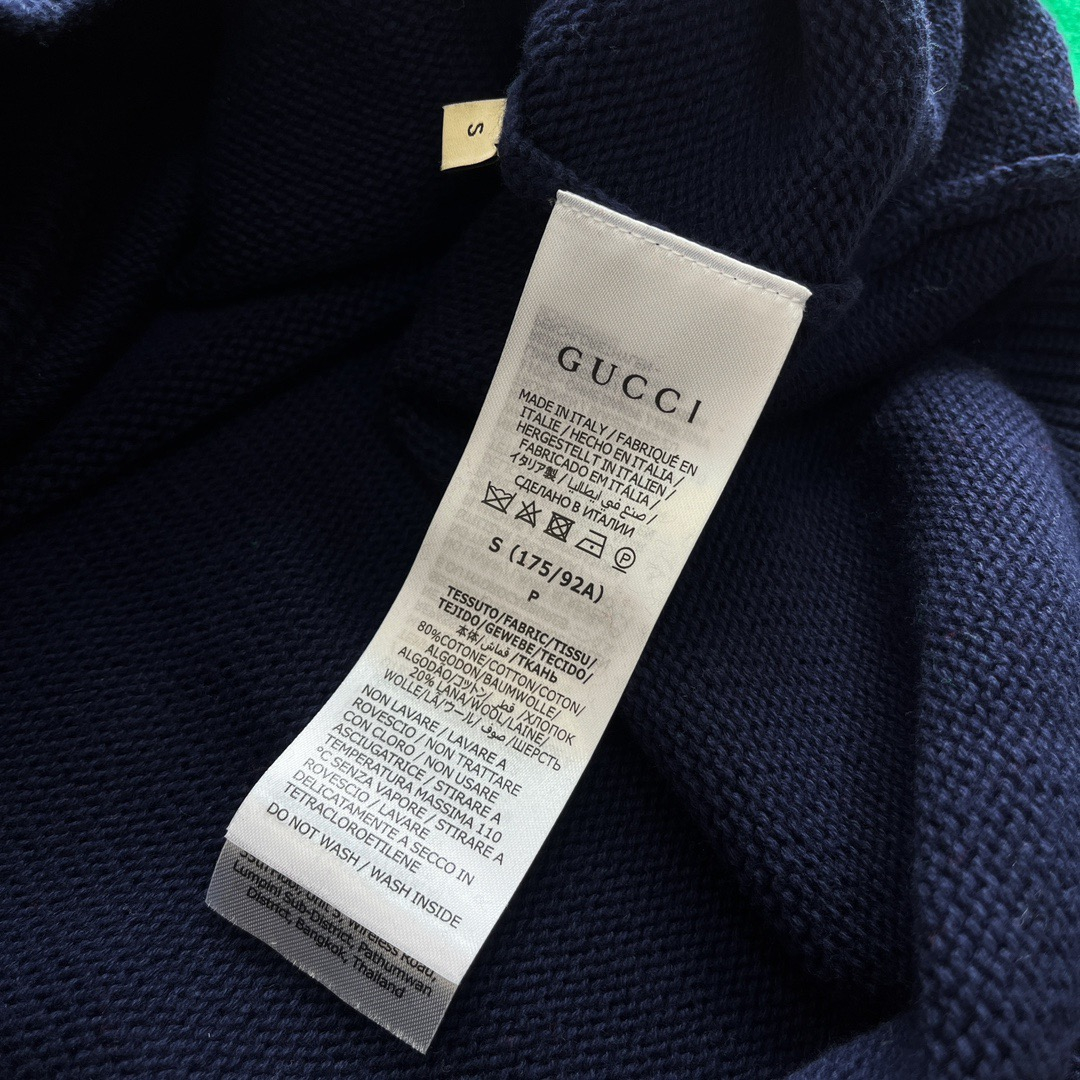 S
GUCCI
MADE IN ITALY / FABRIQUÉ EN
ITALIE / HECHO EN ITALIA /
HERGESTELLT IN ITALIEN /
FABRICADO EM ITALIA /
イタリア製 / صنع في ايطاليا /
СДЕЛАНО В ИТАЛИИ
P
S (175/92A)
P
TESSUTO/FABRIC/TISSU/
TEJIDO/GEWEBE/TECIDO/
本体/قماش/ТКАНЬ
80%COTONE/COTTON/COTON/
ALGODON/BAUMWOLLE/
ALGODÃO/コットン/ قطن /ХЛОПОК
20% LANA/WOOL/LAINE/
WOLLE/LÃ/ウール/ صوف /ШЕРСТЬ
NON LAVARE / LAVARE A
ROVESCIO / NON TRATTARE
CON CLORO / NON USARE
ASCIUGATRICE / STIRARE A
TEMPERATURA MASSIMA 110
°C SENZA VAPORE / STIRARE A
ROVESCIO / LAVARE
DELICATAMENTE A SECCO IN
TETRACLOROETILENE
DO NOT WASH / WASH INSIDE
Wireless Road,
Lumpini Sub-District, Pathumwan
District, Bangkok, Thailand